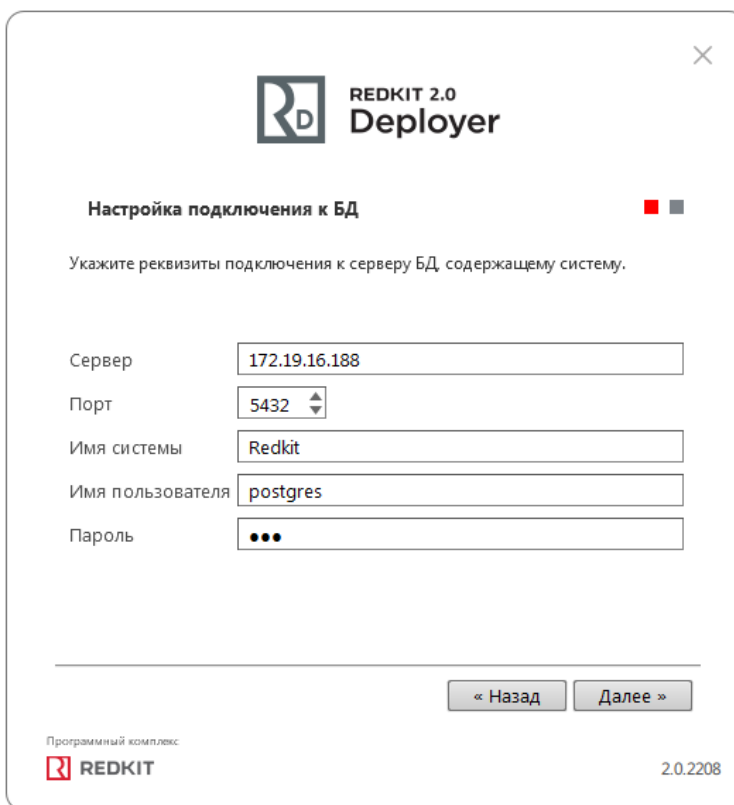 REDKIT 2.0
Deployer
Настройка подключения к БД
Укажите реквизиты подключения к серверу БД, содержащему систему.
Сервер 172.19.16.188
Порт 5432
Имя системы Redkit
Имя пользователя postgres
Пароль •••
« Назад Далее »
Программный комплекс
REDKIT
2.0.2208